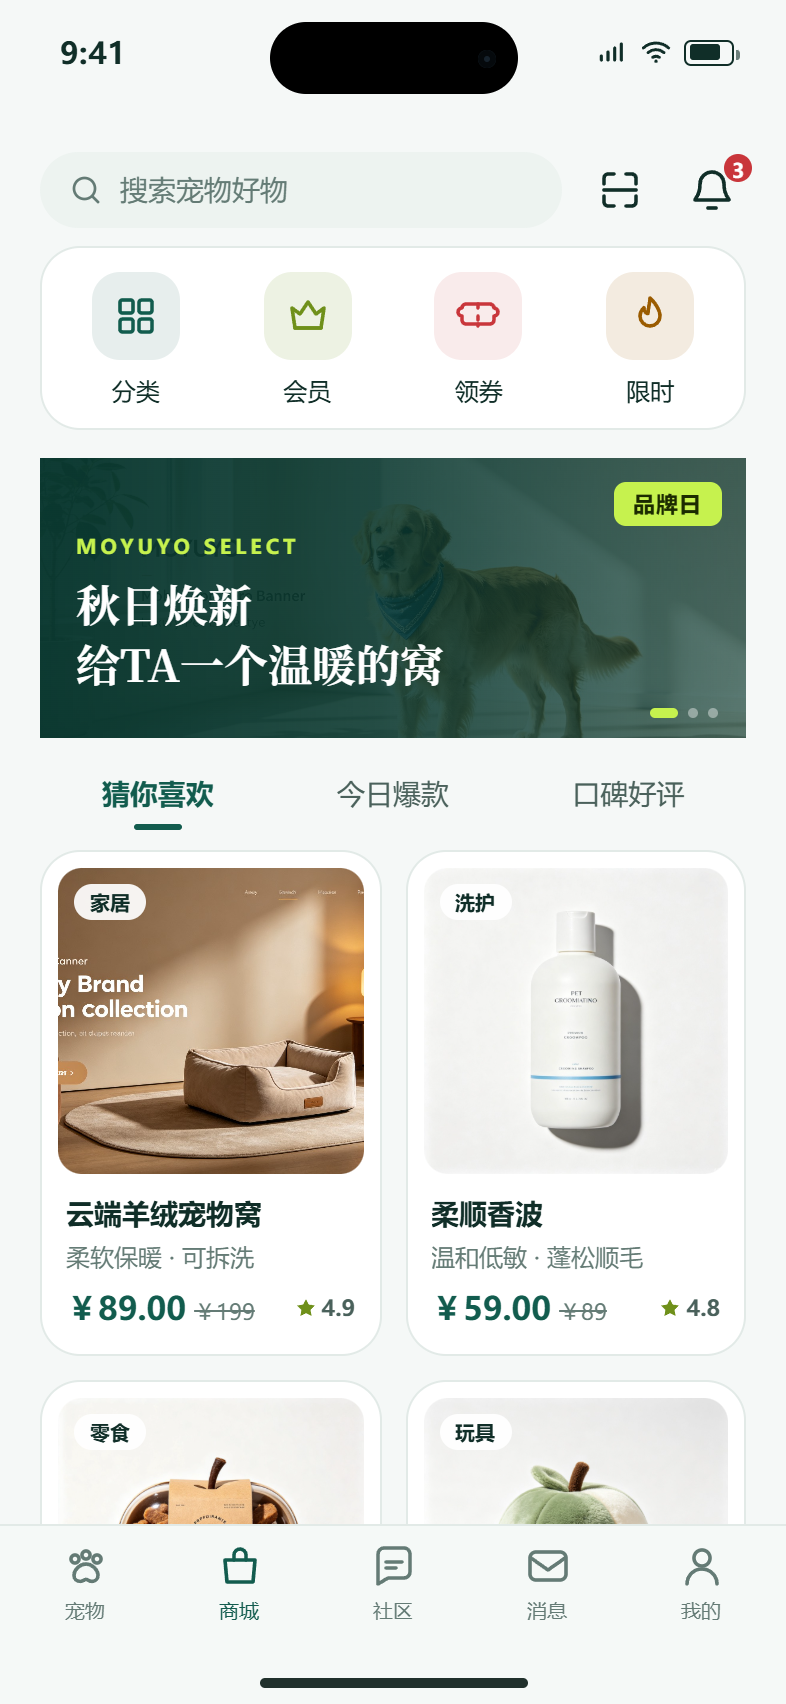 9:41
搜索宠物好物
3
分类
会员
领券
限时
品牌日
MOYUYO SELECT
Banner
秋日焕新
给TA一个温暖的窝
猜你喜欢
今日爆款
口碑好评
家居
y Brand
on collection
云端羊绒宠物窝
柔软保暖 · 可拆洗
¥ 89.00 ¥ 199
4.9
洗护
PET
柔顺香波
温和低敏 · 蓬松顺毛
¥ 59.00 ¥ 89
4.8
零食
玩具
宠物
商城
社区
消息
我的